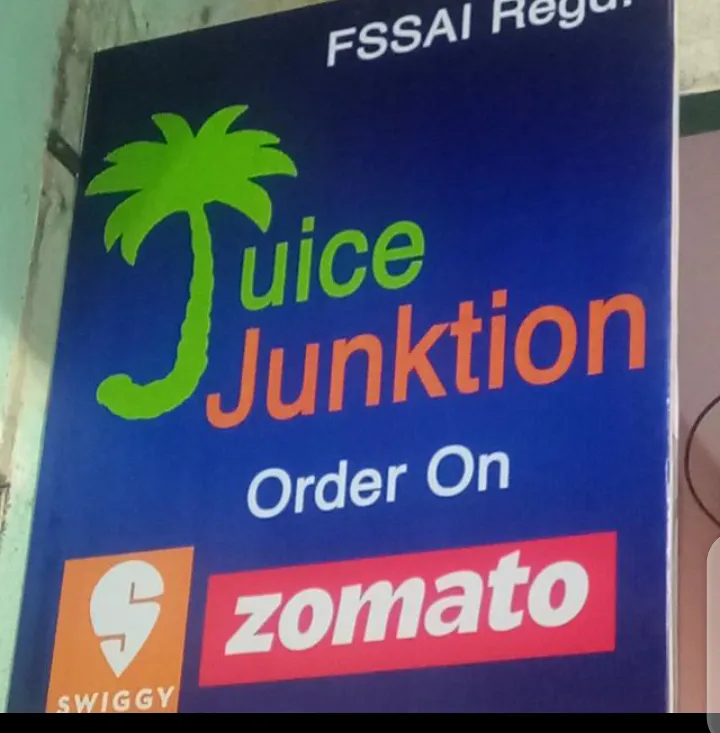 FSSAI
Juice
Junktion
Order On
SWIGGY
zomato